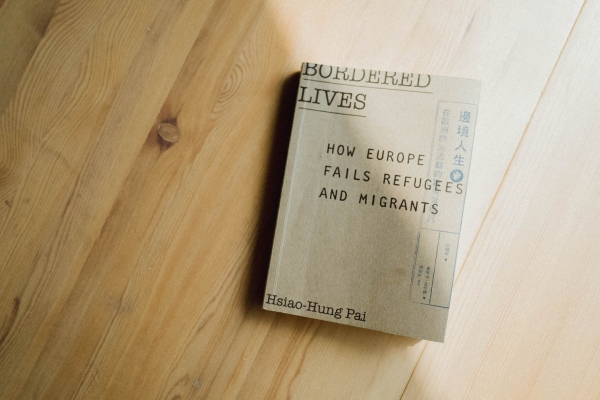 BORDERED
LIVES
HOW EUROPE
FAILS REFUGEES
AND MIGRANTS
邊境人生
Hsiao-Hung Pai